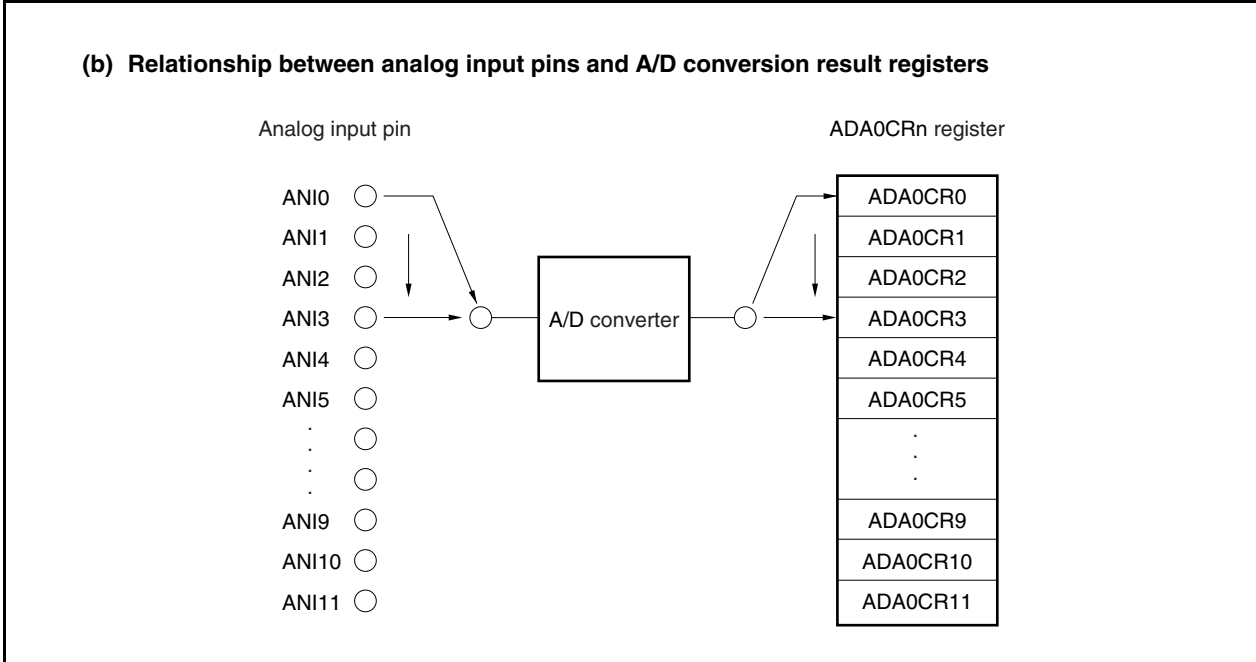 (b) Relationship between analog input pins and A/D conversion result registers
Analog input pin
ADA0CRn register
ANI0
ADA0CR0
ANI1
ADA0CR1
ANI2
ADA0CR2
ANI3
A/D converter
ADA0CR3
ANI4
ADA0CR4
ANI5
ADA0CR5
.
.
.
.
.
.
.
ANI9
ADA0CR9
ANI10
ADA0CR10
ANI11
ADA0CR11